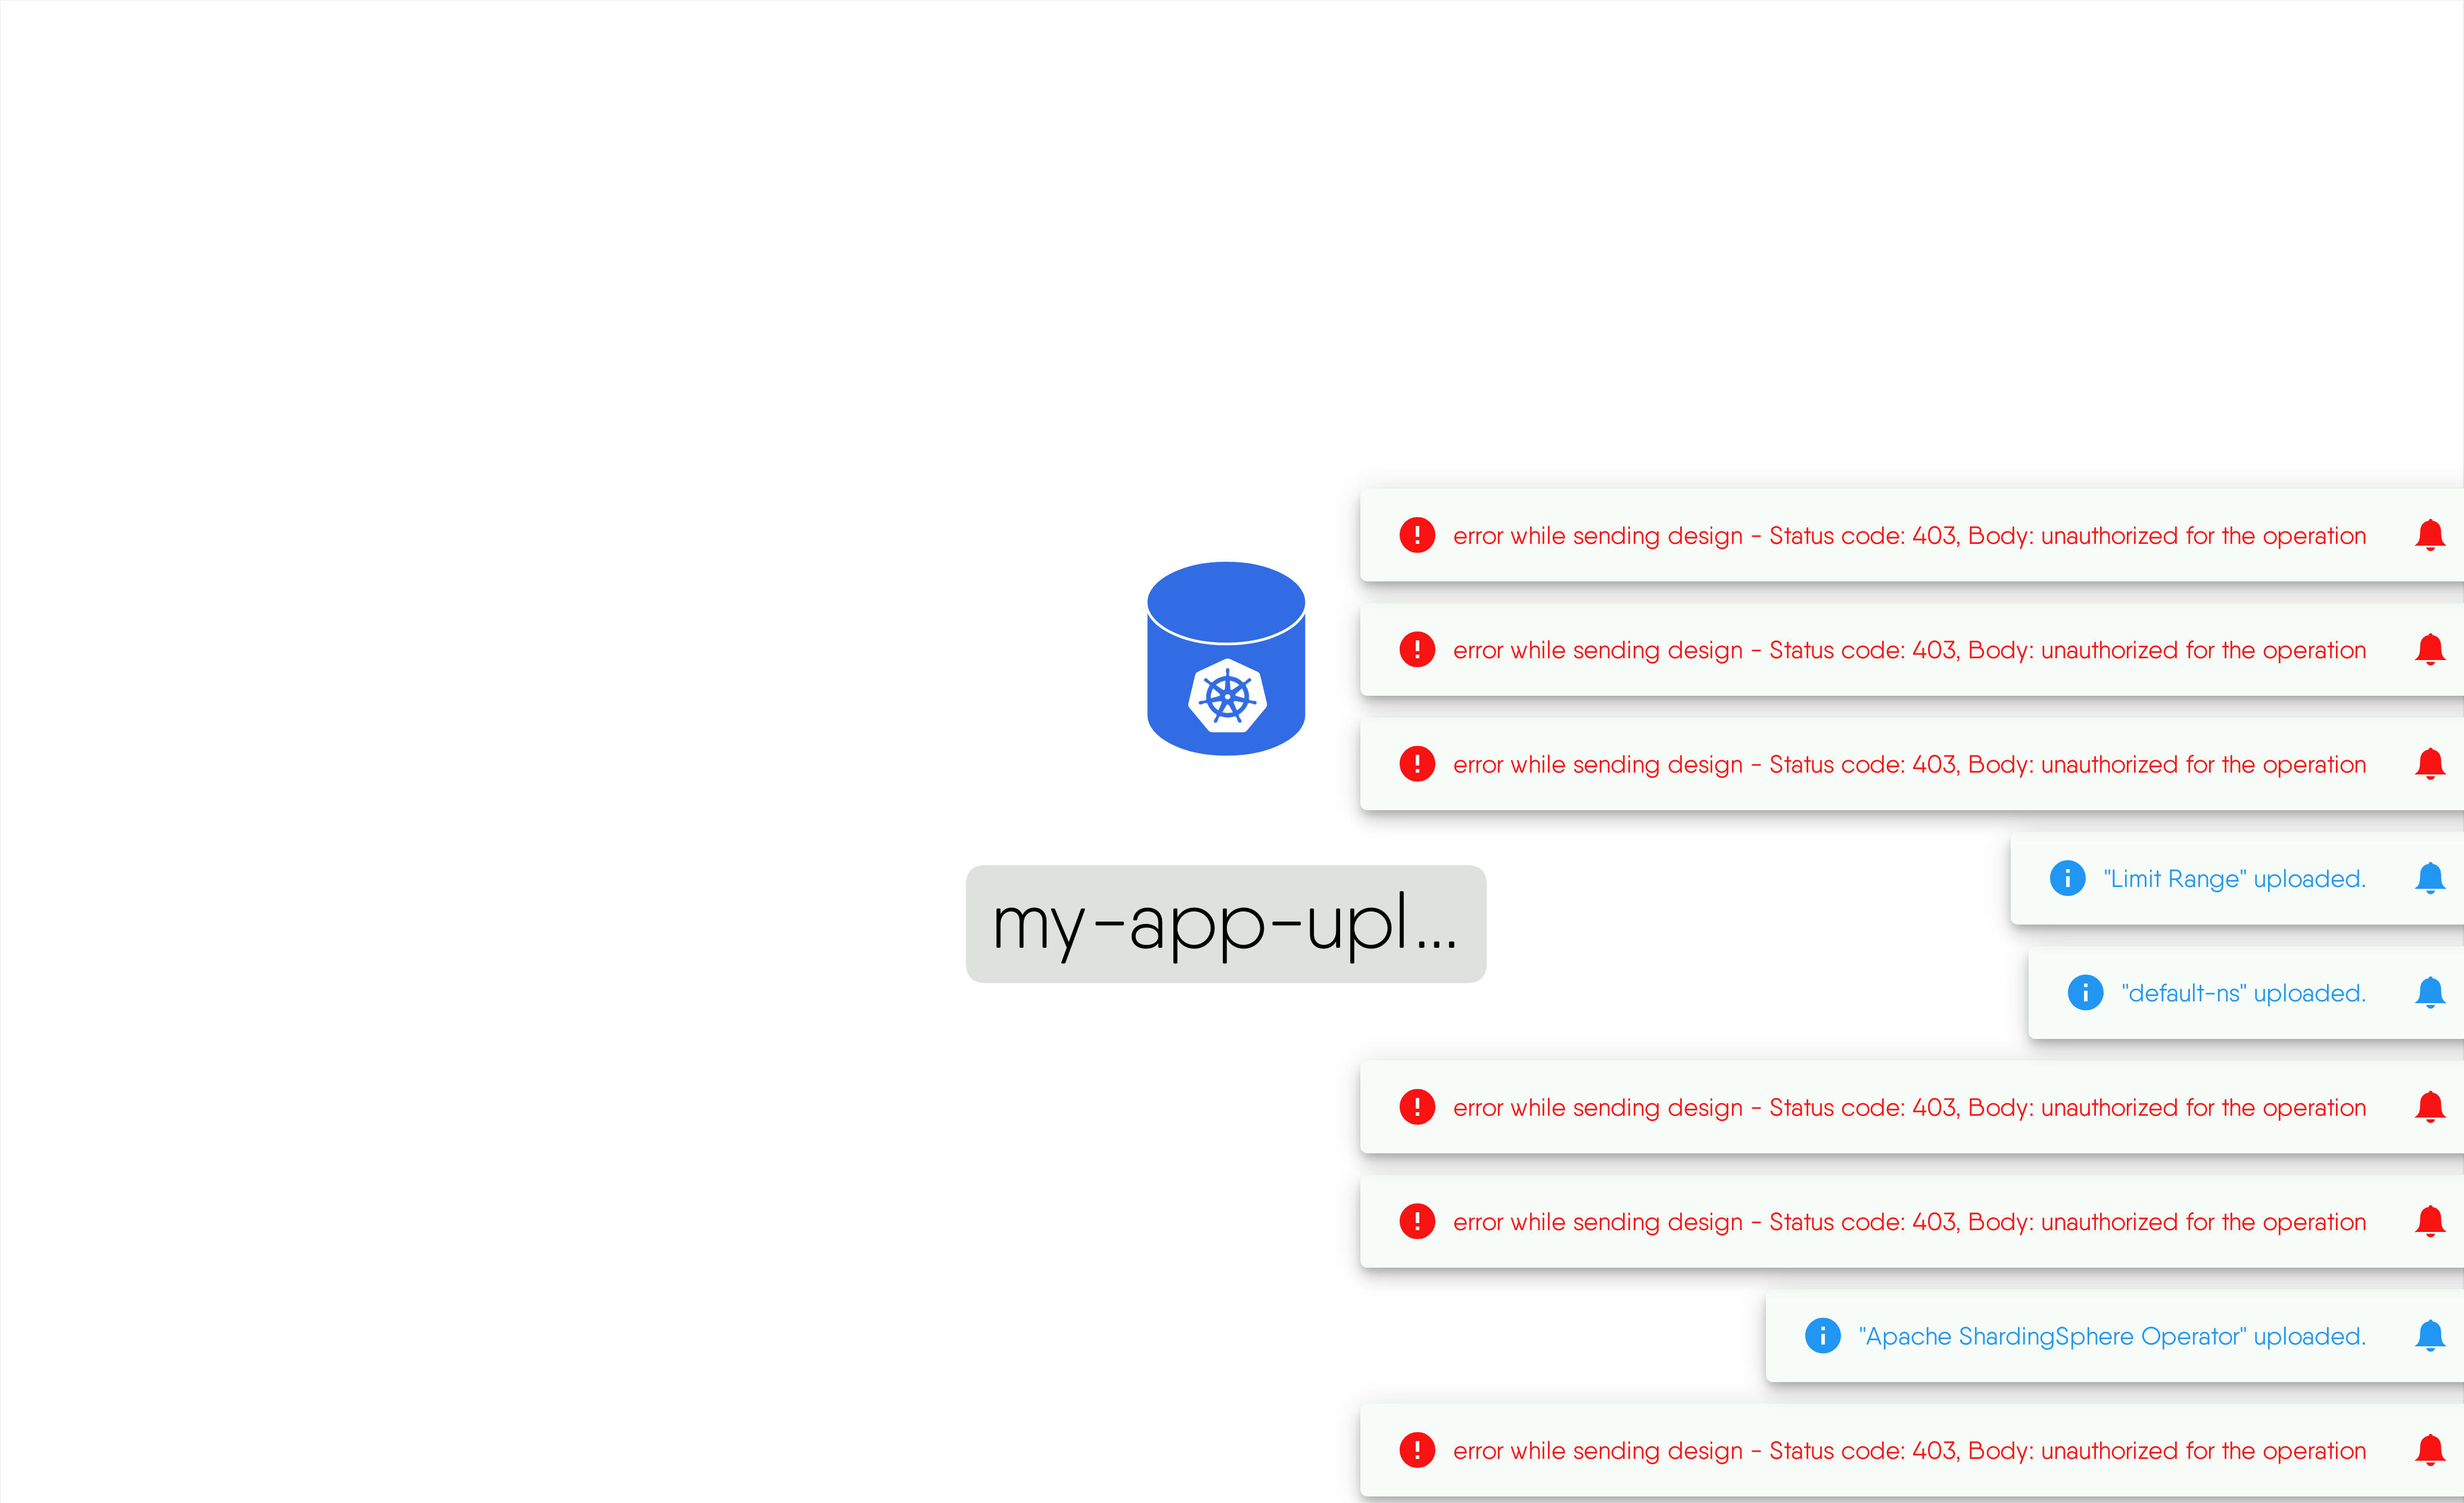 error while sending design - Status code: 403, Body: unauthorized for the operation
error while sending design - Status code: 403, Body: unauthorized for the operation
error while sending design - Status code: 403, Body: unauthorized for the operation
"Limit Range" uploaded.
my-app-upl...
"default-ns" uploaded.
error while sending design - Status code: 403, Body: unauthorized for the operation
error while sending design - Status code: 403, Body: unauthorized for the operation
"Apache ShardingSphere Operator" uploaded.
error while sending design - Status code: 403, Body: unauthorized for the operation